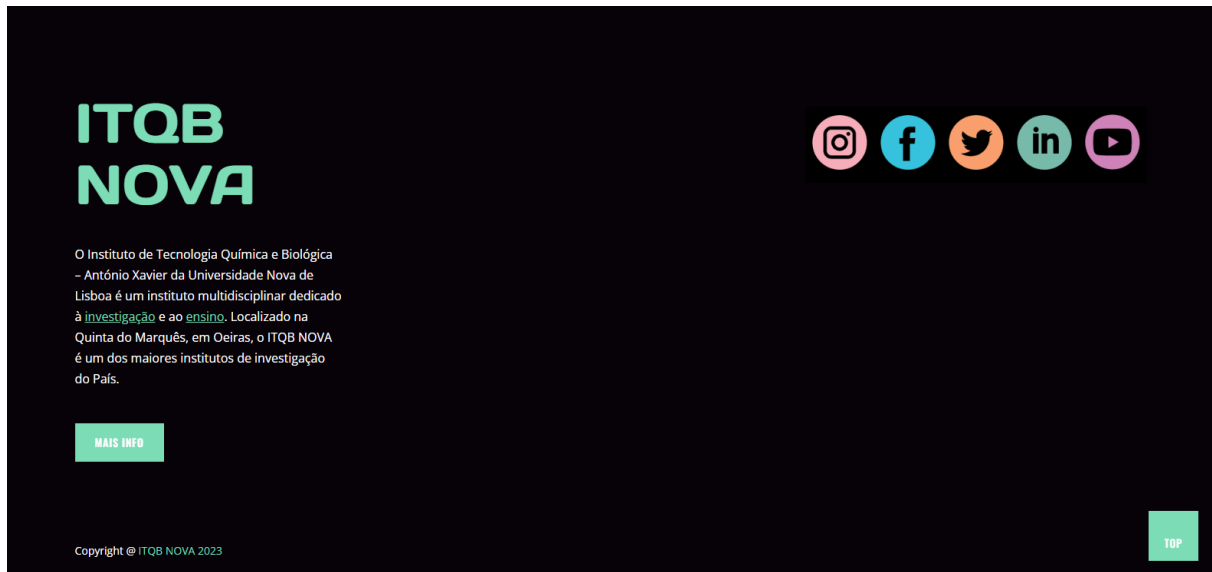 ITQB
NOVA
O Instituto de Tecnologia Química e Biológica
– António Xavier da Universidade Nova de
Lisboa é um instituto multidisciplinar dedicado
à investigação e ao ensino. Localizado na
Quinta do Marquês, em Oeiras, o ITQB NOVA
é um dos maiores institutos de investigação
do País.
MAIS INFO
Copyright @ ITQB NOVA 2023
TOP